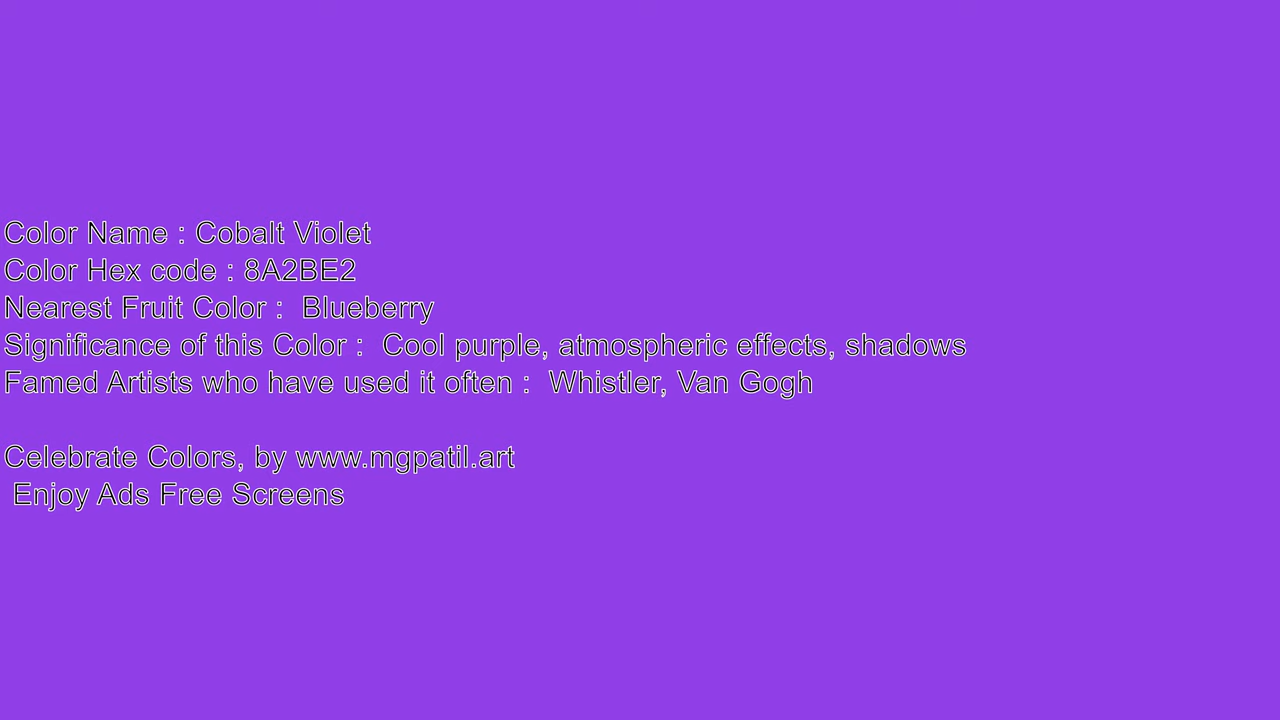 Color Name : Cobalt Violet
Color Hex code : 8A2BE2
Nearest Fruit Color :  Blueberry
Significance of this Color :  Cool purple, atmospheric effects, shadows
Famed Artists who have used it often :  Whistler, Van Gogh
Celebrate Colors, by www.mgpatil.art
Enjoy Ads Free Screens